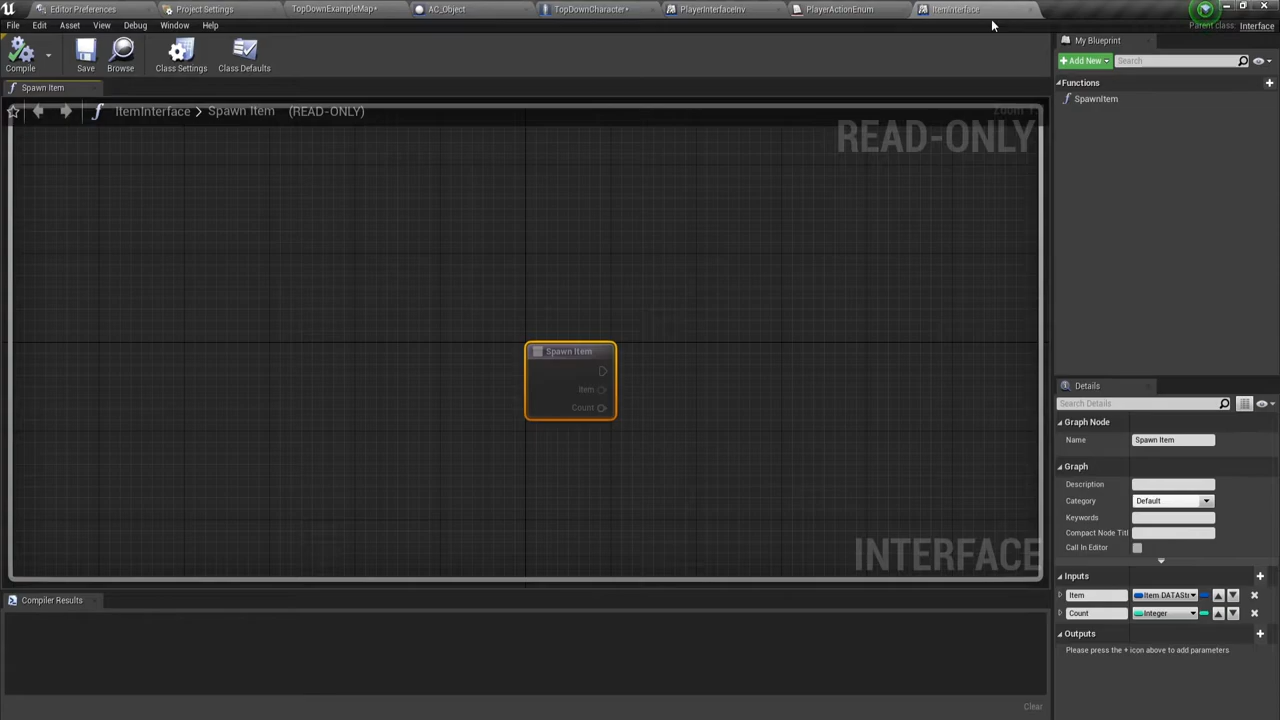 Editor Preferences
Project Settings
TopDownExampleMap*
AC_Object
TopDownCharacter*
PlayerInterfaceInv
PlayerActionEnum
ItemInterface
File Edit Asset View Debug Window Help
Parent class: Interface
Compile
Save
Browse
Class Settings
Class Defaults
My Blueprint
Add New
Search
Functions
SpawnItem
Spawn Item
ItemInterface > Spawn Item (READ-ONLY)
READ-ONLY
Spawn Item
Item
Count
INTERFACE
Details
Search Details
Graph Node
Name Spawn Item
Graph
Description
Category Default
Keywords
Compact Node Titl
Call In Editor
Inputs
Item Item DATAStr
Count Integer
Outputs
Please press the + icon above to add parameters
Compiler Results
Clear